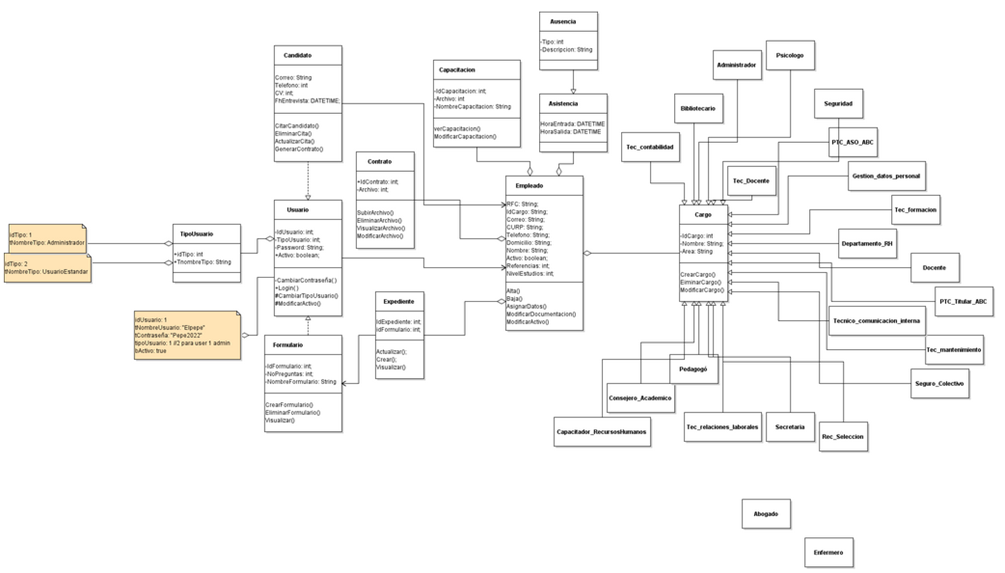 Ausencia
-Tipo: int
-Descripcion: String
Candidato
Correo: String
Telefono: int
CV: int;
FhEntrevista: DATETIME;
CitarCandidato()
EliminarCita()
ActualizarCita()
GenerarContrato()
Capacitacion
-IdCapacitacion: int;
-Archivo: int
-NombreCapacitacion: String
verCapacitacion()
ModificarCapacitacion()
Asistencia
HoraEntrada: DATETIME
HoraSalida: DATETIME
Contrato
+IdContrato: int;
-Archivo: int;
SubirArchivo()
EliminarArchivo()
VisualizarArchivo()
ModificarArchivo()
Empleado
RFC: String;
IdCargo: String;
Correo: String;
CURP: String;
Telefono: String;
Domicilio: String;
Nombre: String;
Activo: boolean;
Referencias: int;
NivelEstudios: int;
Alta()
Baja()
AsignarDatos()
ModificarDocumentacion()
ModificarActivo()
Usuario
-IdUsuario: int;
-TipoUsuario: int;
-Password: String;
+Activo: boolean;
-CambiarContraseña()
+Login()
#CambiarTipoUsuario()
#ModificarActivo()
TipoUsuario
+idTipo: int
+TnombreTipo: String
idTipo: 1
tNombreTipo: Administrador
idTipo: 2
tNombreTipo: UsuarioEstandar
idUsuario: 1
tNombreUsuario: "Elpepe"
tContraseña: "Pepe2022"
tipoUsuario: 1 //2 para user 1 admin
bActivo: true
Expediente
IdExpediente: int;
idFormulario: int;
Actualizar();
Crear();
Visualizar()
Formulario
-IdFormulario: int;
-NoPreguntas: int;
-NombreFormulario: String
CrearFormulario()
EliminarFormulario()
Visualizar()
Cargo
-IdCargo: int
-Nombre: String;
-Area: String
CrearCargo()
EiminarCargo()
ModificarCargo()
Psicologo
Administrador
Bibliotecario
Seguridad
Tec_contabilidad
PTC_ASO_ABC
Tec_Docente
Gestion_datos_personal
Tec_formacion
Departamento_RH
Docente
PTC_Titular_ABC
Tecnico_comunicacion_interna
Tec_mantenimiento
Seguro_Colectivo
Pedagogó
Consejero_Academico
Capacitador_RecursosHumanos
Tec_relaciones_laborales
Secretaria
Rec_Seleccion
Abogado
Enfermero